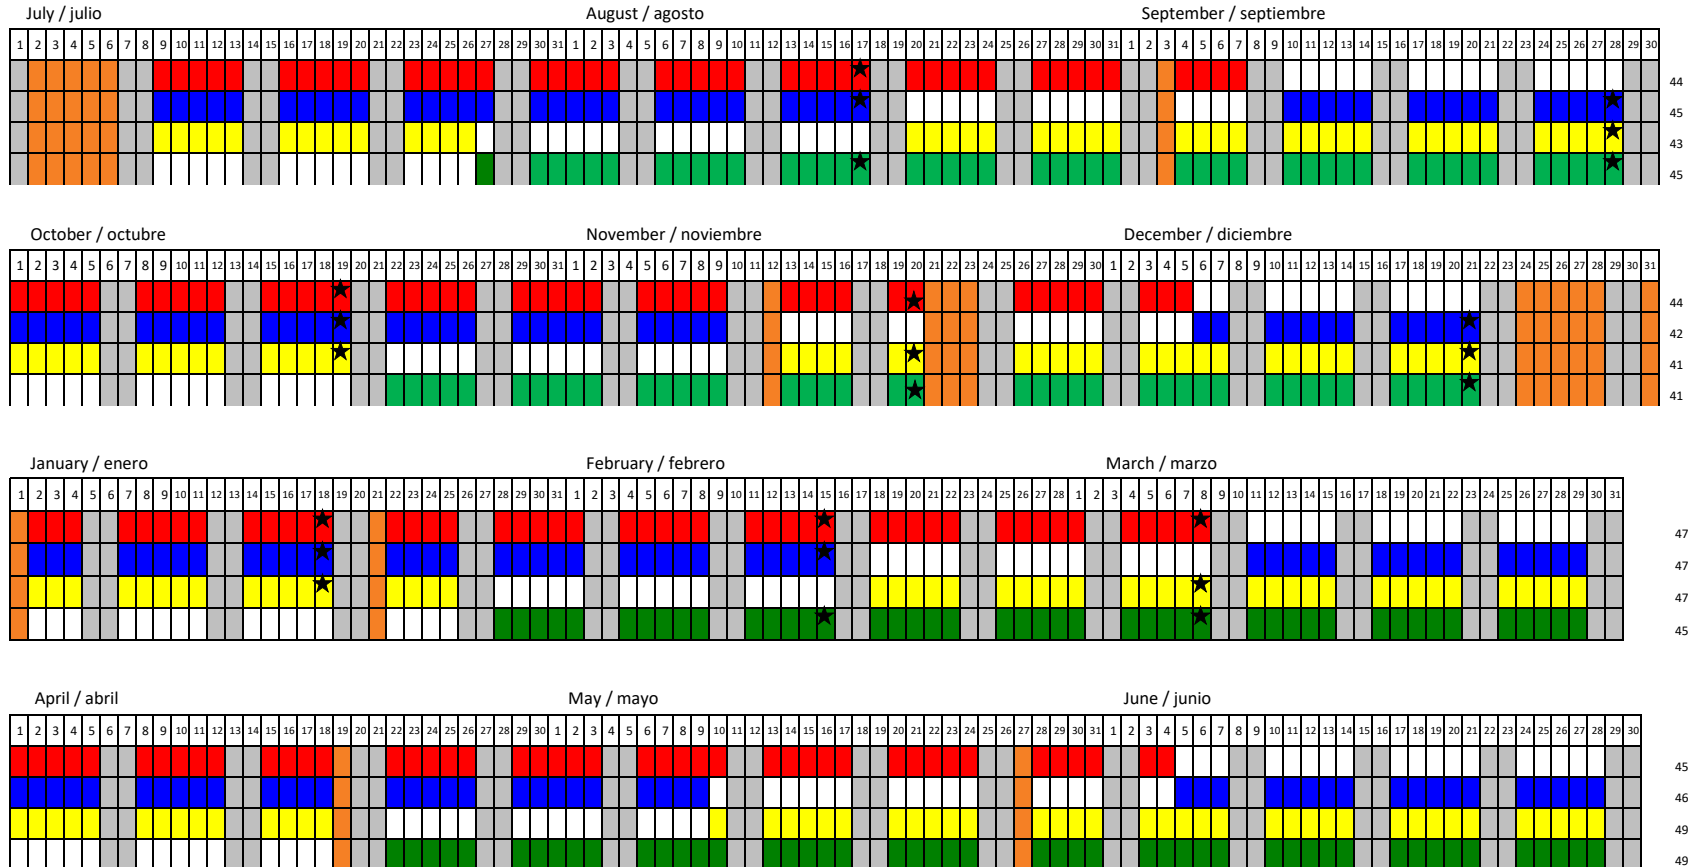 July / julio August / agosto September / septiembre
1 2 3 4 5 6 7 8 9 10 11 12 13 14 15 16 17 18 19 20 21 22 23 24 25 26 27 28 29 30 31 1 2 3 4 5 6 7 8 9 10 11 12 13 14 15 16 17 18 19 20 21 22 23 24 25 26 27 28 29 30 31 1 2 3 4 5 6 7 8 9 10 11 12 13 14 15 16 17 18 19 20 21 22 23 24 25 26 27 28 29 30
44
45
43
45
October / octubre November / noviembre December / diciembre
1 2 3 4 5 6 7 8 9 10 11 12 13 14 15 16 17 18 19 20 21 22 23 24 25 26 27 28 29 30 31 1 2 3 4 5 6 7 8 9 10 11 12 13 14 15 16 17 18 19 20 21 22 23 24 25 26 27 28 29 30 1 2 3 4 5 6 7 8 9 10 11 12 13 14 15 16 17 18 19 20 21 22 23 24 25 26 27 28 29 30 31
44
42
41
41
January / enero February / febrero March / marzo
1 2 3 4 5 6 7 8 9 10 11 12 13 14 15 16 17 18 19 20 21 22 23 24 25 26 27 28 29 30 31 1 2 3 4 5 6 7 8 9 10 11 12 13 14 15 16 17 18 19 20 21 22 23 24 25 26 27 28 1 2 3 4 5 6 7 8 9 10 11 12 13 14 15 16 17 18 19 20 21 22 23 24 25 26 27 28 29 30 31
47
47
47
45
April / abril May / mayo June / junio
1 2 3 4 5 6 7 8 9 10 11 12 13 14 15 16 17 18 19 20 21 22 23 24 25 26 27 28 29 30 1 2 3 4 5 6 7 8 9 10 11 12 13 14 15 16 17 18 19 20 21 22 23 24 25 26 27 28 29 30 31 1 2 3 4 5 6 7 8 9 10 11 12 13 14 15 16 17 18 19 20 21 22 23 24 25 26 27 28 29 30
45
46
49
49